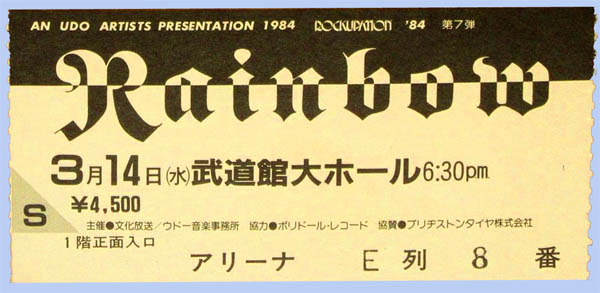 AN UDO ARTISTS PRESENTATION 1984 ROCKUPATION '84 第7弾
Rainbow
3月14日(水)武道館大ホール6:30pm
S ¥4,500
主催●文化放送/ウドー音楽事務所 協力●ポリドール・レコード 協賛●ブリヂストンタイヤ株式会社
1階正面入口
アリーナ E列 8番